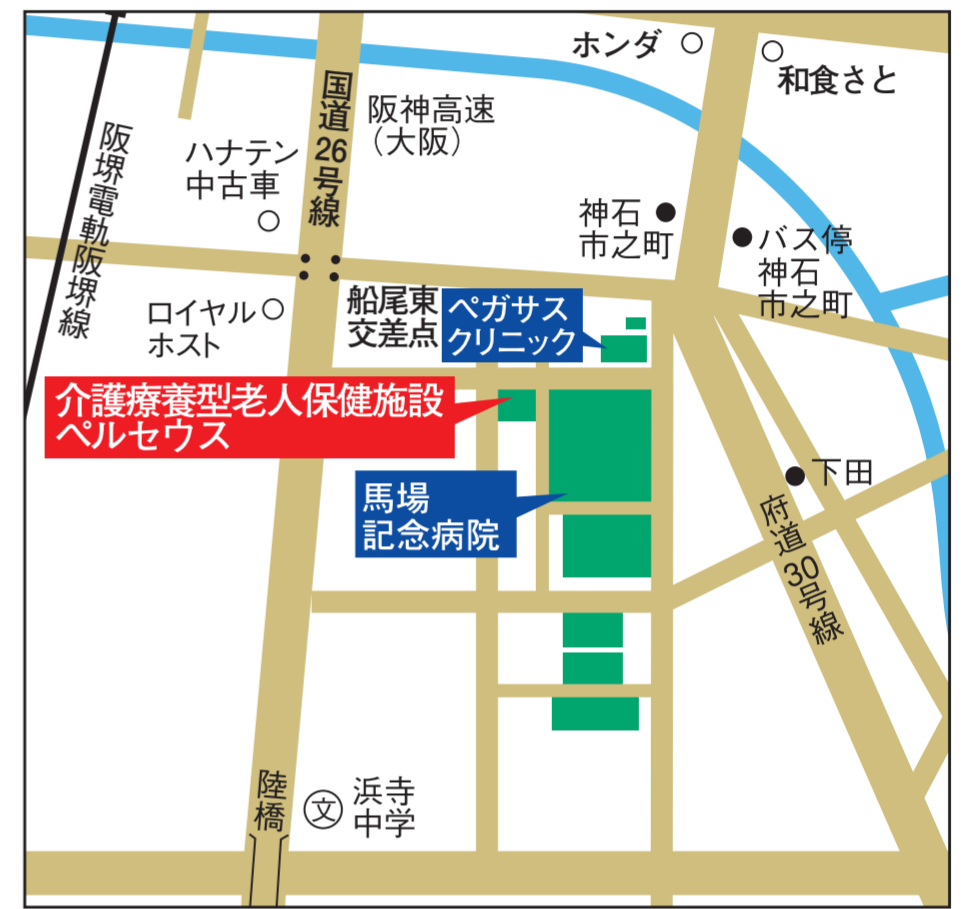 ホンダ
和食さと
国道26号線
阪神高速
（大阪）
阪堺電軌阪堺線
ハナテン
中古車
神石
市之町
バス停
神石
市之町
ロイヤル
ホスト
船尾東
交差点
ペガサス
クリニック
介護療養型老人保健施設
ペルセウス
馬場
記念病院
下田
府道30号線
陸橋
文
浜寺
中学